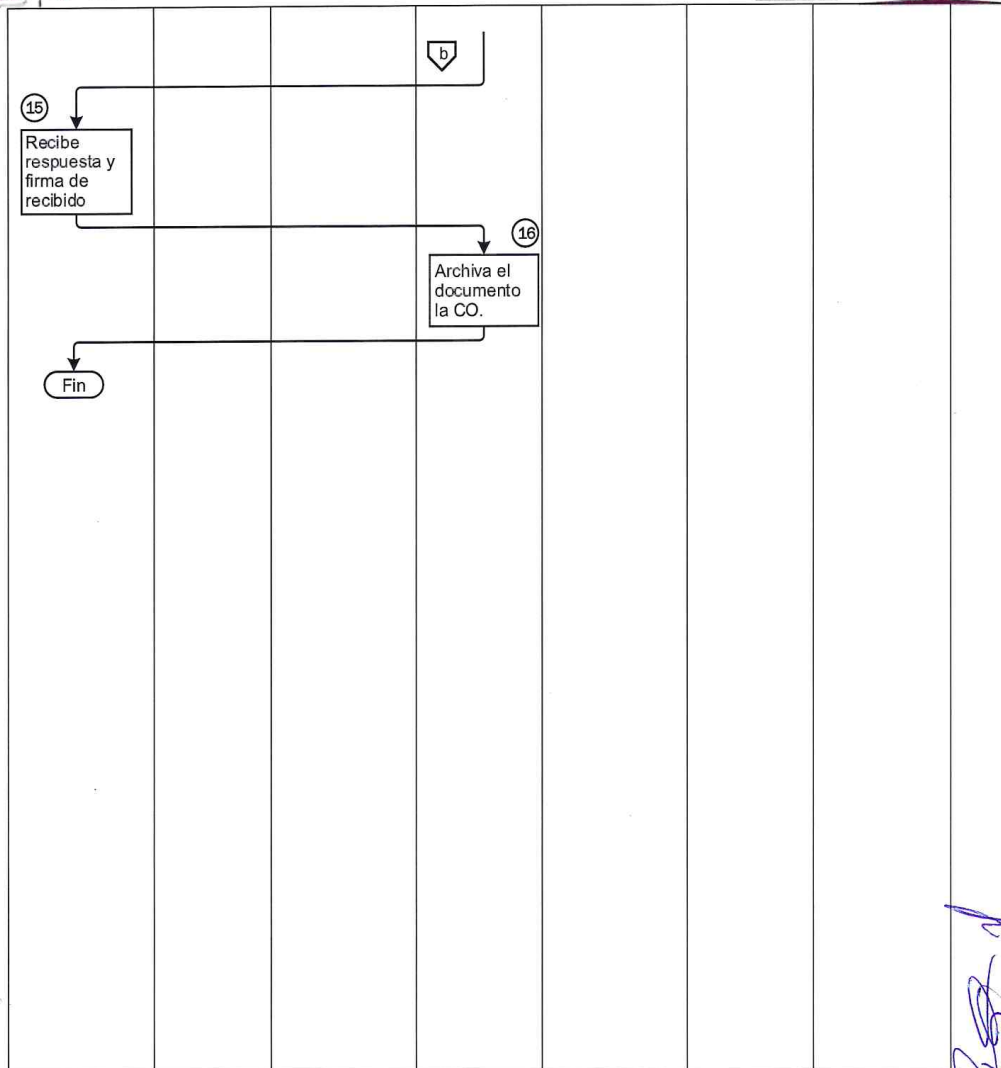 b
15
Recibe
respuesta y
firma de
recibido
16
Archiva el
documento
la CO.
Fin